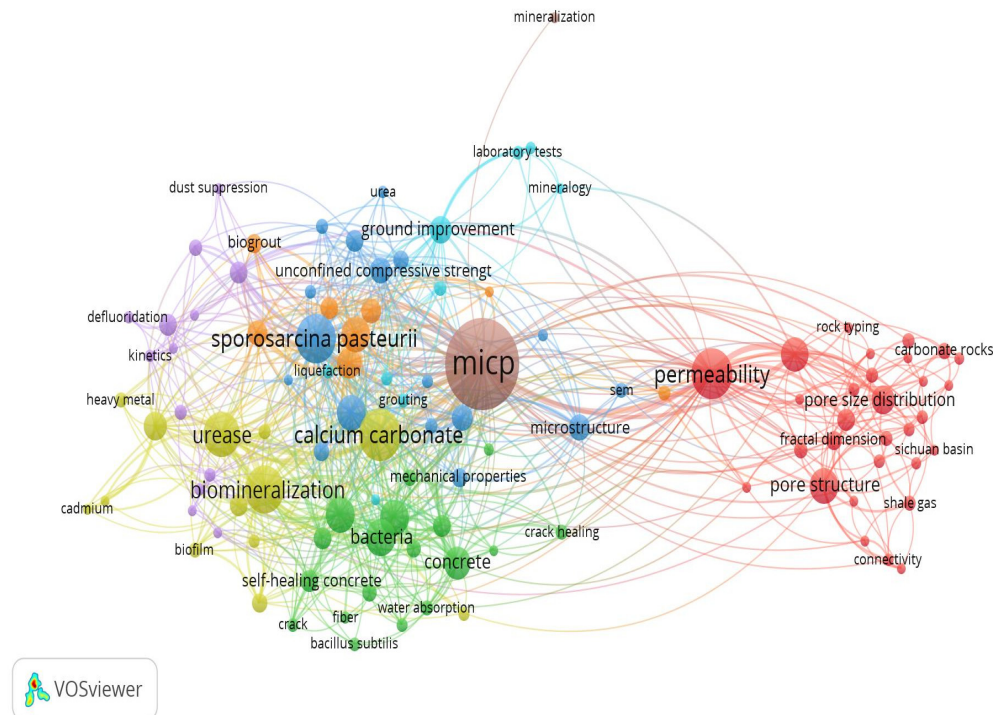 mineralization
laboratory tests
dust suppression
urea
mineralogy
biogrout
ground improvement
unconfined compressive strengt
defluoridation
sporosarcina pasteurii
rock typing
kinetics
liquefaction
micp
permeability
carbonate rocks
heavy metal
grouting
sem
pore size distribution
urease
calcium carbonate
microstructure
fractal dimension
sichuan basin
mechanical properties
biomineralization
pore structure
cadmium
shale gas
bacteria
crack healing
biofilm
concrete
connectivity
self-healing concrete
water absorption
crack
fiber
bacillus subtilis
VOSviewer